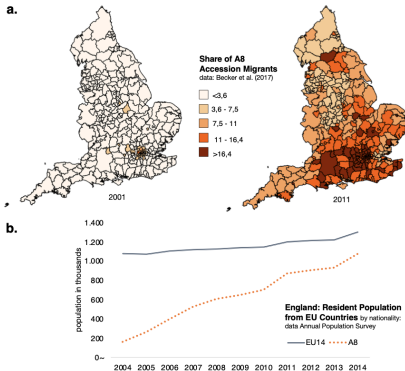 a.
Share of A8
Accession Migrants
data: Becker et al. (2017)
<3,6
3,6 - 7,5
7,5 - 11
11 - 16,4
>16,4
2001
2011
b.
population in thousands
1.400
1.200
1.000
800
600
400
200
0
England: Resident Population
from EU Countries by nationality:
data Annual Population Survey
EU14
A8
2004 2005 2006 2007 2008 2009 2010 2011 2012 2013 2014